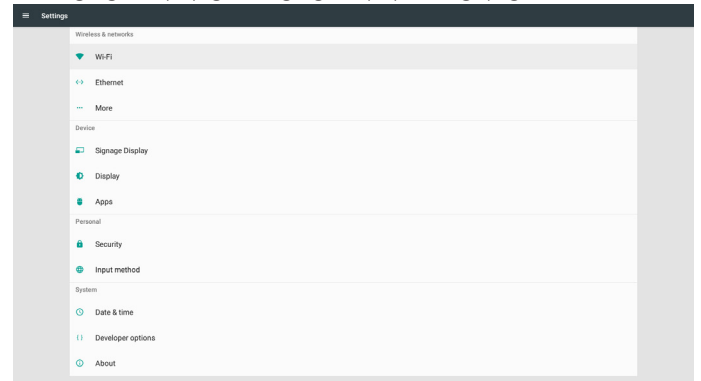 Settings
Wireless & networks
Wi-Fi
Ethernet
More
Device
Signage Display
Display
Apps
Personal
Security
Input method
System
Date & time
Developer options
About